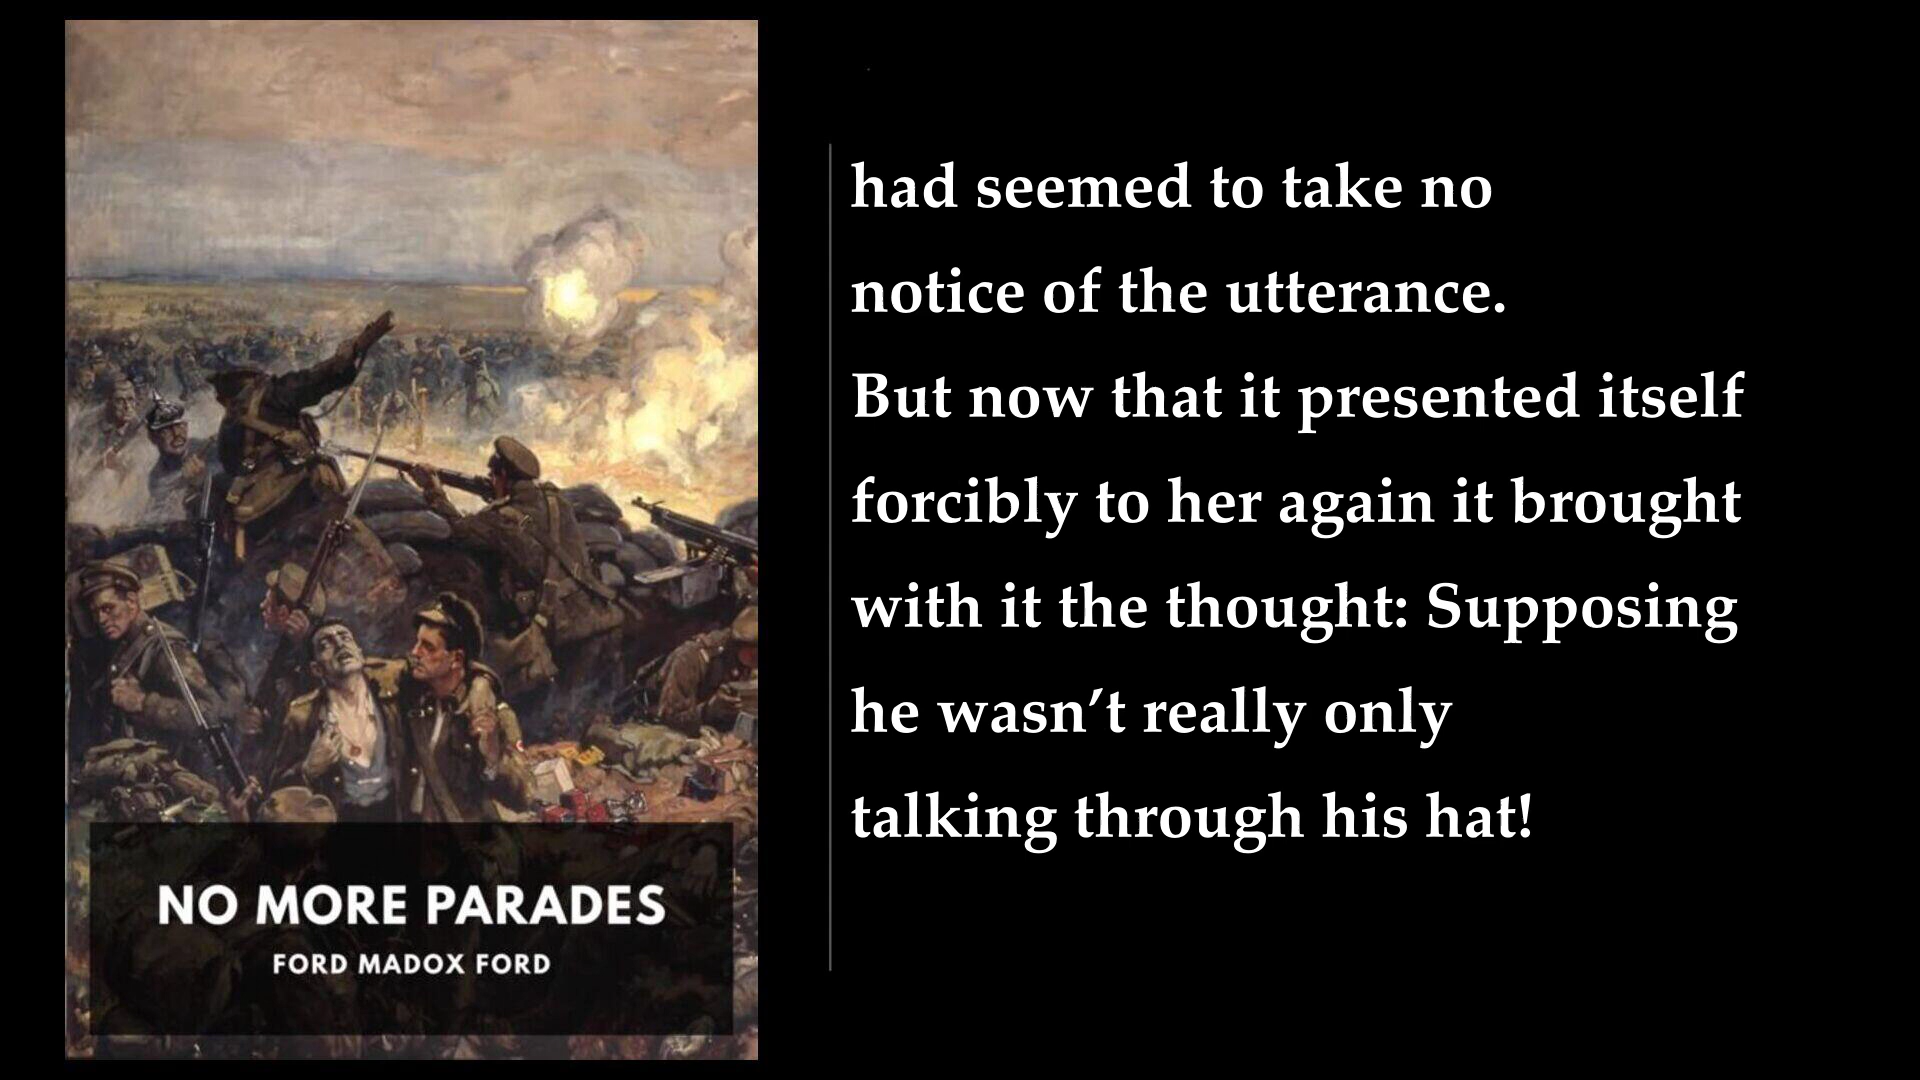 NO MORE PARADES
FORD MADOX FORD
had seemed to take no
notice of the utterance.
But now that it presented itself
forcibly to her again it brought
with it the thought: Supposing
he wasn’t really only
talking through his hat!